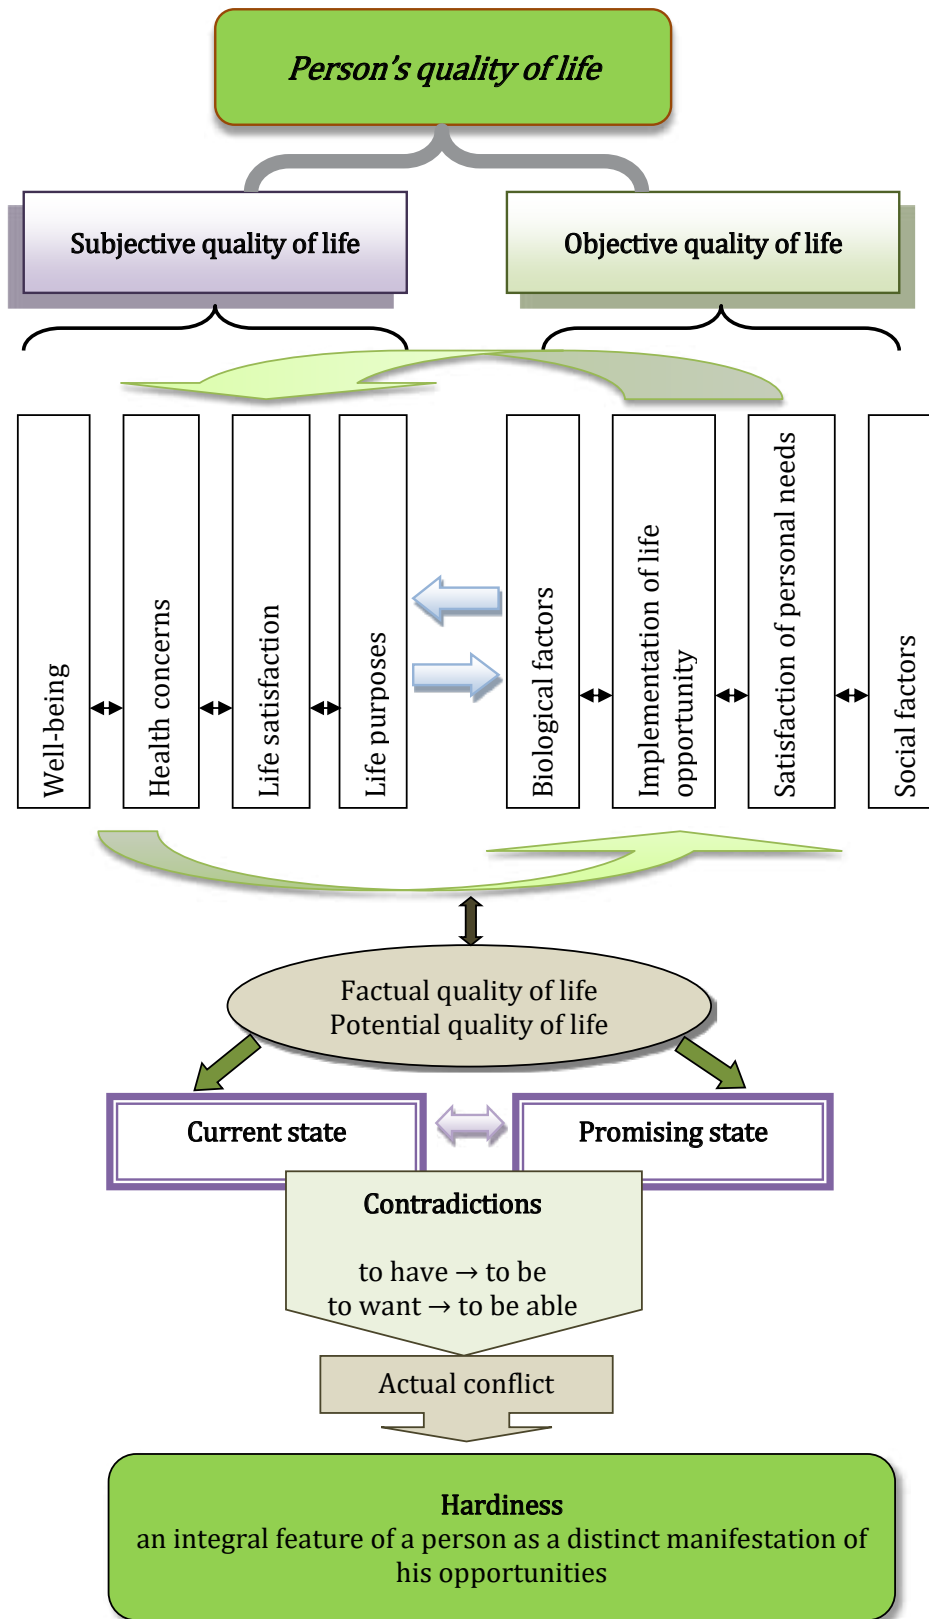 Person's quality of life
Subjective quality of life
Objective quality of life
Well-being
Health concerns
Life satisfaction
Life purposes
Biological factors
Implementation of life
opportunity
Satisfaction of personal needs
Social factors
Factual quality of life
Potential quality of life
Current state
Promising state
Contradictions
to have → to be
to want → to be able
Actual conflict
Hardiness
an integral feature of a person as a distinct manifestation of
his opportunities